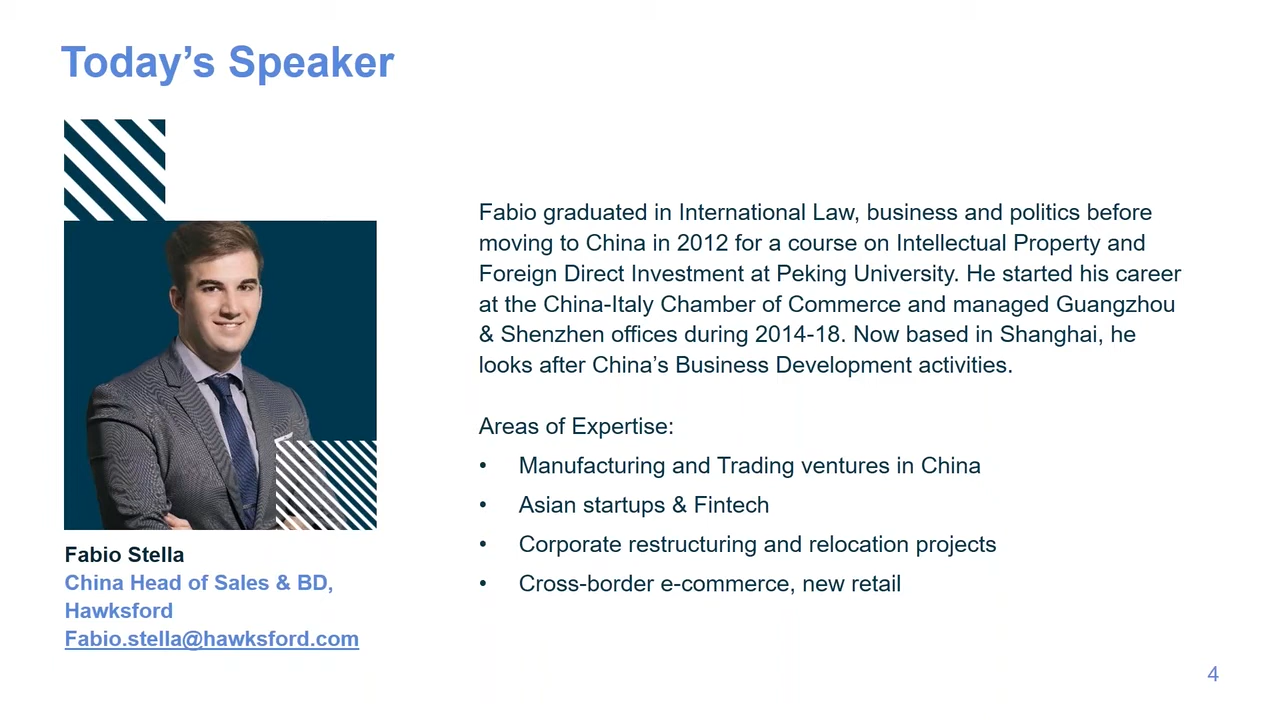 Today’s Speaker
Fabio graduated in International Law, business and politics before
moving to China in 2012 for a course on Intellectual Property and
Foreign Direct Investment at Peking University. He started his career
at the China-Italy Chamber of Commerce and managed Guangzhou
& Shenzhen offices during 2014-18. Now based in Shanghai, he
looks after China’s Business Development activities.
Areas of Expertise:
• Manufacturing and Trading ventures in China
• Asian startups & Fintech
• Corporate restructuring and relocation projects
• Cross-border e-commerce, new retail
Fabio Stella
China Head of Sales & BD,
Hawksford
Fabio.stella@hawksford.com
4